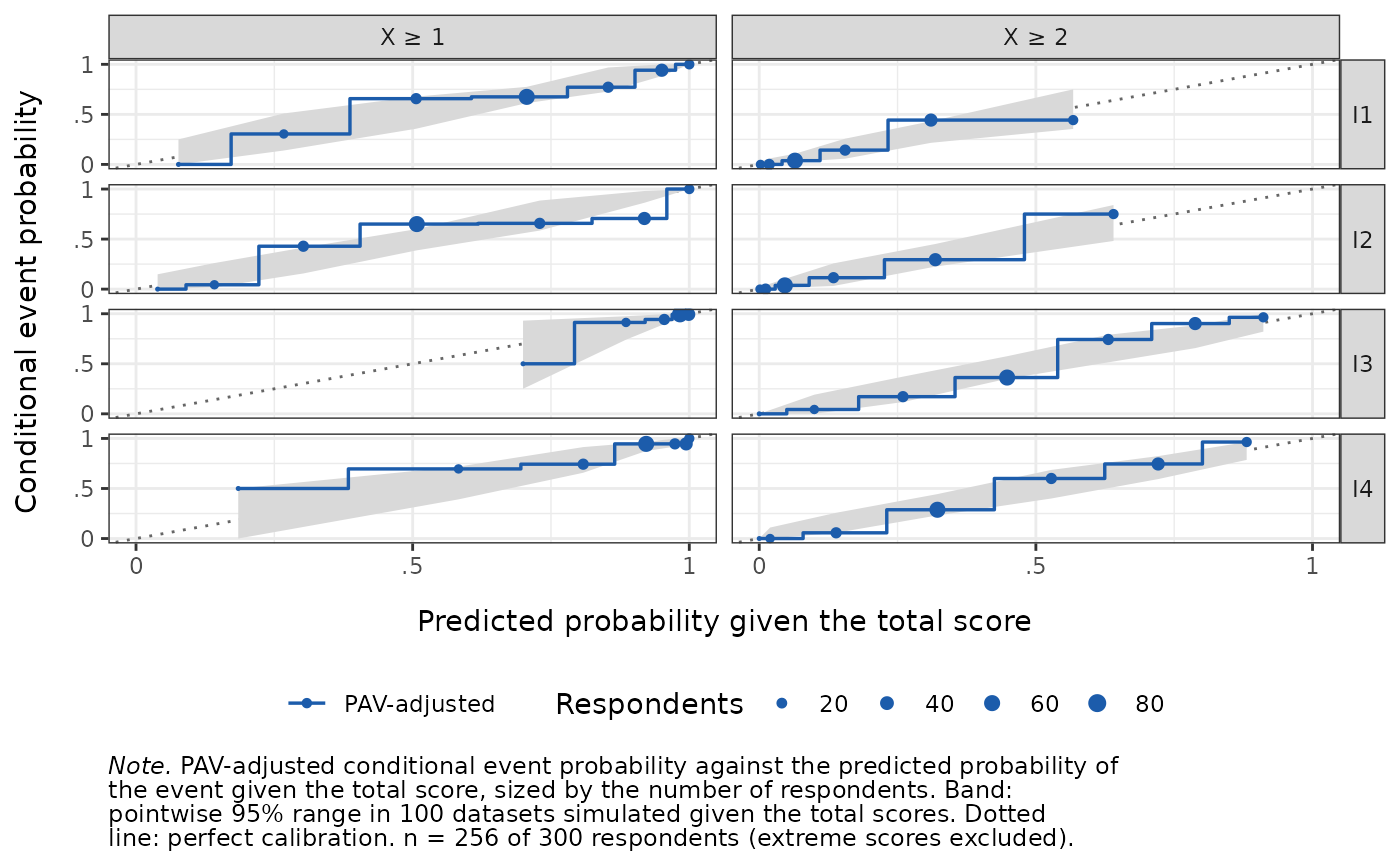 X ≥ 1
X ≥ 2
Conditional event probability
1
.5
0
I1
1
.5
0
I2
1
.5
0
I3
1
.5
0
I4
0
.5
1
0
.5
1
Predicted probability given the total score
PAV-adjusted
Respondents
20
40
60
80
Note. PAV-adjusted conditional event probability against the predicted probability of
the event given the total score, sized by the number of respondents. Band:
pointwise 95% range in 100 datasets simulated given the total scores. Dotted
line: perfect calibration. n = 256 of 300 respondents (extreme scores excluded).